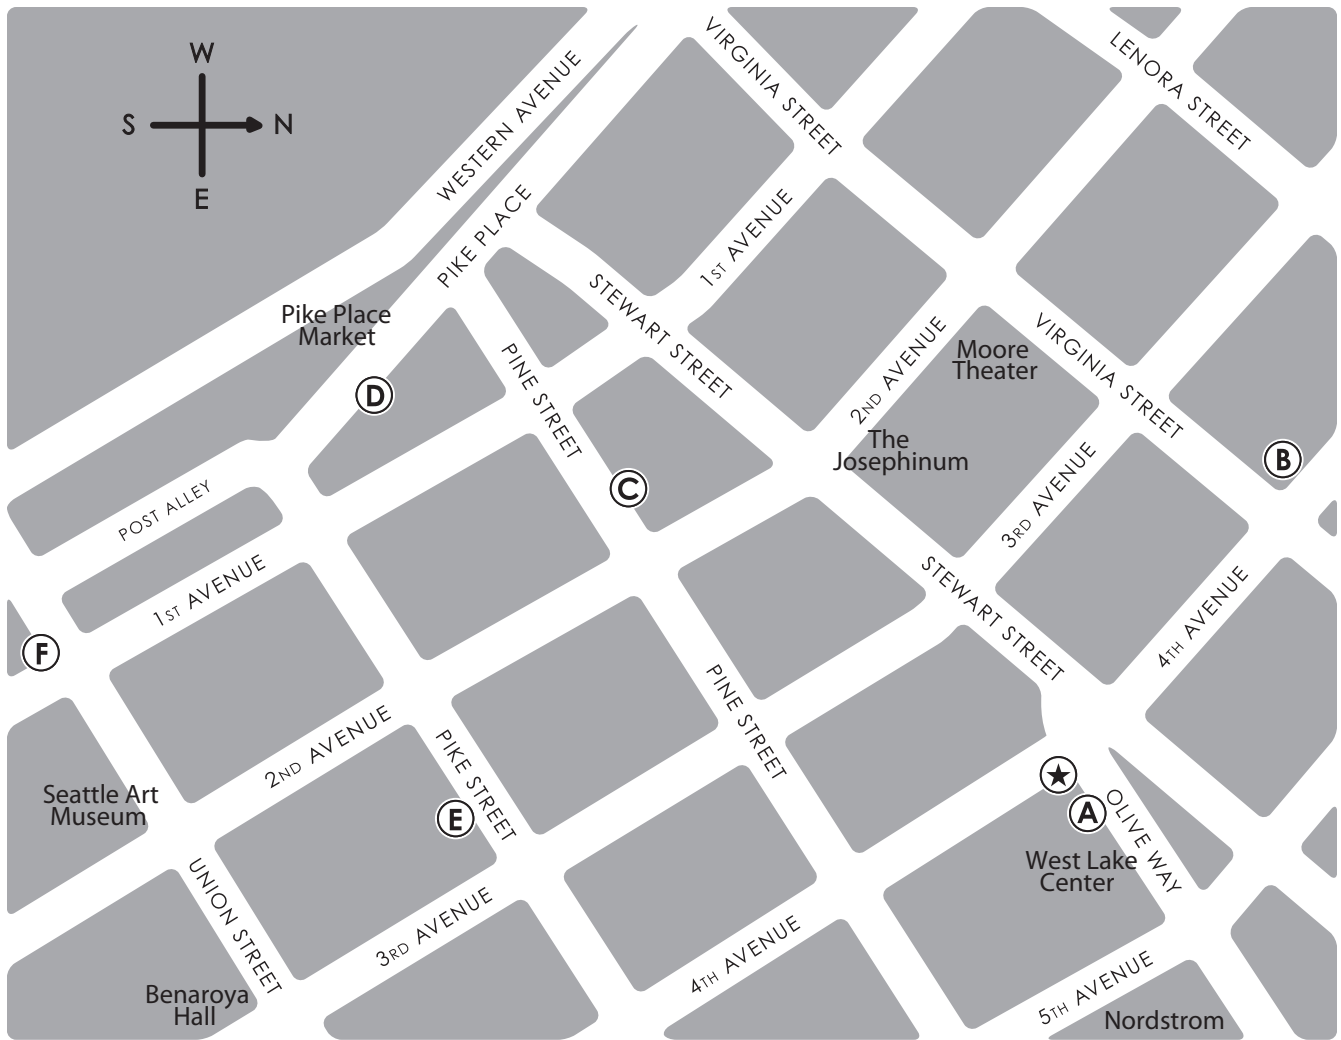 W
S
N
E
WESTERN AVENUE
PIKE PLACE
VIRGINIA STREET
LENORA STREET
1ST AVENUE
STEWART STREET
Pike Place
Market
D
PINE STREET
2ND AVENUE
Moore
Theater
VIRGINIA STREET
The
Josephinum
B
C
3RD AVENUE
POST ALLEY
1ST AVENUE
STEWART STREET
4TH AVENUE
F
2ND AVENUE
PINE STREET
PIKE STREET
E
Seattle Art
Museum
A
OLIVE WAY
West Lake
Center
UNION STREET
3RD AVENUE
4TH AVENUE
5TH AVENUE
Benaroya
Hall
Nordstrom